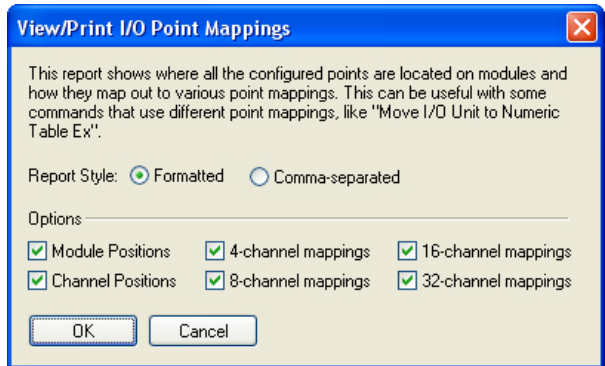 View/Print I/O Point Mappings
This report shows where all the configured points are located on modules and
how they map out to various point mappings. This can be useful with some
commands that use different point mappings, like "Move I/O Unit to Numeric
Table Ex".
Report Style: Formatted Comma-separated
Options
Module Positions 4-channel mappings 16-channel mappings
Channel Positions 8-channel mappings 32-channel mappings
OK Cancel